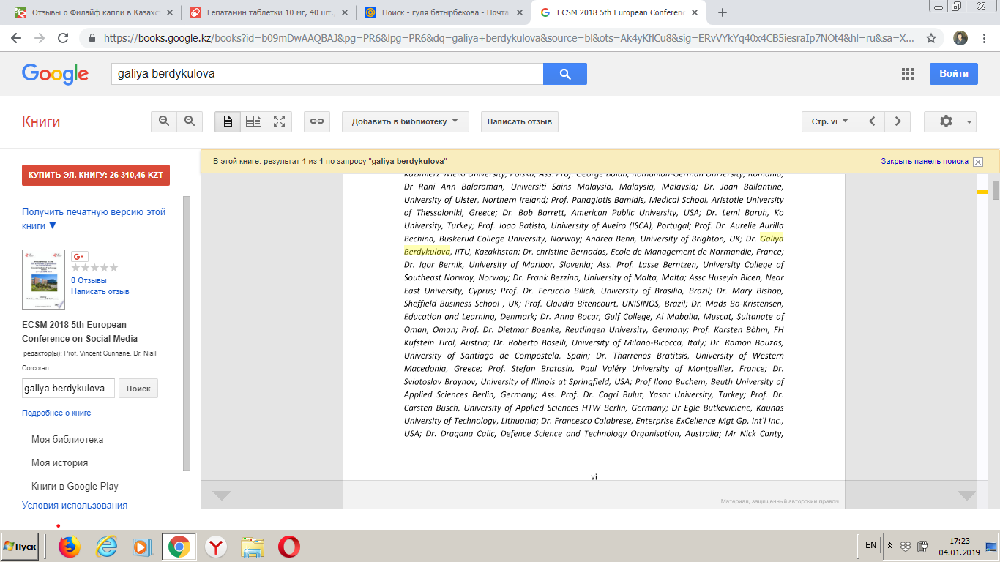 Отзывы о Филайф капли в Казахст
Гепатамин таблетки 10 мг, 40 шт.,
Поиск - гуля батырбекова - Почта
ECSM 2018 5th European Conferenc
https://books.google.kz/books?id=b09mDwAAQBAJ&pg=PR6&lpg=PR6&dq=galiya+berdykulova&source=bl&ots=Ak4yKflCu8&sig=ERvVYkYq40x4CB5iesraIp7NOt4&hl=ru&sa=X...
Google
galiya berdykulova
Войти
Книги
Добавить в библиотеку
Написать отзыв
Стр. vi
В этой книге: результат 1 из 1 по запросу "galiya berdykulova"
Закрыть панель поиска
КУПИТЬ ЭЛ. КНИГУ: 26 310,46 KZT
Получить печатную версию этой
книги ▼
G+
0 Отзывы
Написать отзыв
ECSM 2018 5th European
Conference on Social Media
редактор(ы): Prof. Vincent Cunnane, Dr. Niall
Corcoran
galiya berdykulova
Поиск
Подробнее о книге
Моя библиотека
Моя история
Книги в Google Play
Условия использования
Kazimierz Wielki University, Polska; Ass. Prof. George Balan, Romanian-German University, Romania;
Dr Rani Ann Balaraman, Universiti Sains Malaysia, Malaysia, Malaysia; Dr. Joan Ballantine,
University of Ulster, Northern Ireland; Prof. Panagiotis Bamidis, Medical School, Aristotle University
of Thessaloniki, Greece; Dr. Bob Barrett, American Public University, USA; Dr. Lemi Baruh, Ko
University, Turkey; Prof. Joao Batista, University of Aveiro (ISCA), Portugal; Prof. Dr. Aurelie Aurilla
Bechina, Buskerud College University, Norway; Andrea Benn, University of Brighton, UK; Dr. Galiya
Berdykulova, IITU, Kazakhstan; Dr. christine Bernadas, Ecole de Management de Normandie, France;
Dr. Igor Bernik, University of Maribor, Slovenia; Ass. Prof. Lasse Berntzen, University College of
Southeast Norway, Norway; Dr. Frank Bezzina, University of Malta, Malta; Assc Huseyin Bicen, Near
East University, Cyprus; Prof. Dr. Feruccio Bilich, University of Brasilia, Brazil; Dr. Mary Bishop,
Sheffield Business School , UK; Prof. Claudia Bitencourt, UNISINOS, Brazil; Dr. Mads Bo-Kristensen,
Education and Learning, Denmark; Dr. Anna Bocar, Gulf College, Al Mabaila, Muscat, Sultanate of
Oman, Oman; Prof. Dr. Dietmar Boenke, Reutlingen University, Germany; Prof. Karsten Böhm, FH
Kufstein Tirol, Austria; Dr. Roberto Boselli, University of Milano-Bicocca, Italy; Dr. Ramon Bouzas,
University of Santiago de Compostela, Spain; Dr. Tharrenos Bratitsis, University of Western
Macedonia, Greece; Prof. Stefan Bratosin, Paul Valéry University of Montpellier, France; Dr.
Sviatoslav Braynov, University of Illinois at Springfield, USA; Prof Ilona Buchem, Beuth University of
Applied Sciences Berlin, Germany; Ass. Prof. Dr. Cagri Bulut, Yasar University, Turkey; Prof. Dr.
Carsten Busch, University of Applied Sciences HTW Berlin, Germany; Dr Egle Butkeviciene, Kaunas
University of Technology, Lithuania; Dr. Francesco Calabrese, Enterprise ExCellence Mgt Gp, Int'l Inc.,
USA; Dr. Dragana Calic, Defence Science and Technology Organisation, Australia; Mr Nick Canty,
vi
Материал, защищенный авторским правом
Пуск
EN
17:23
04.01.2019